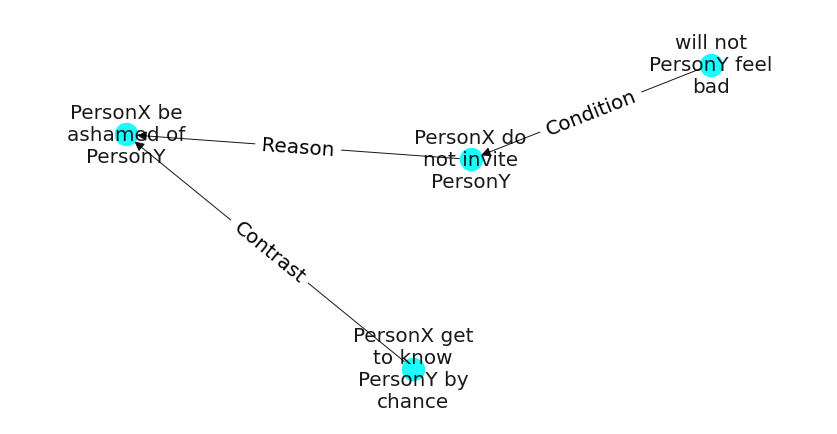 will not
PersonY feel
bad
Condition
PersonX be
ashamed of
PersonY
Reason
PersonX do
not invite
PersonY
Contrast
PersonX get
to know
PersonY by
chance